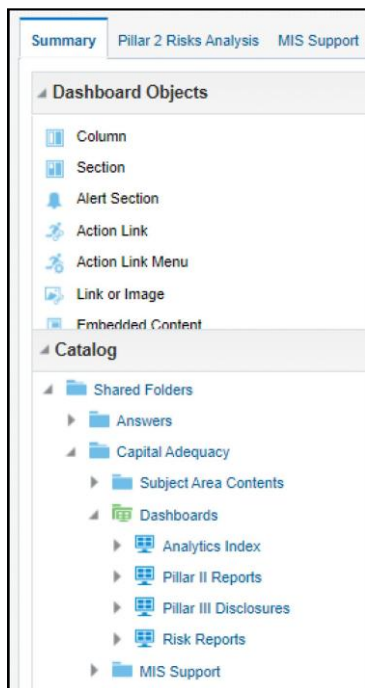 Summary Pillar 2 Risks Analysis MIS Support
Dashboard Objects
Column
Section
Alert Section
Action Link
Action Link Menu
Link or Image
Embedded Content
Catalog
Shared Folders
Answers
Capital Adequacy
Subject Area Contents
Dashboards
Analytics Index
Pillar II Reports
Pillar III Disclosures
Risk Reports
MIS Support